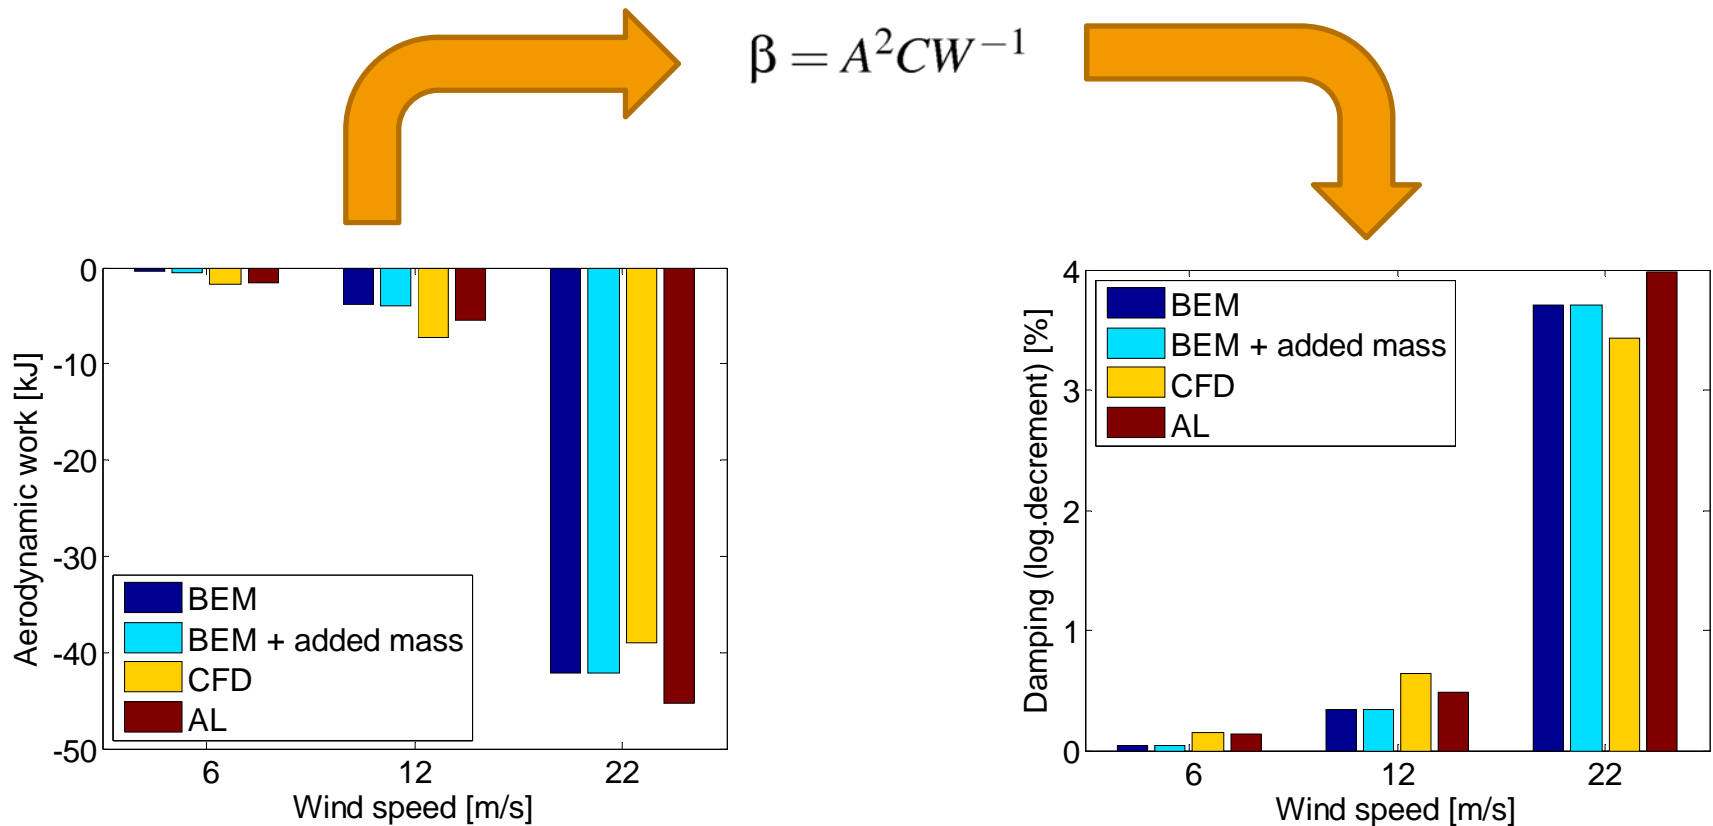 β = A²CW⁻¹
0
-10
-20
-30
-40
-50
Aerodynamic work [kJ]
BEM
BEM + added mass
CFD
AL
6 12 22
Wind speed [m/s]
4
3
2
1
0
Damping (log.decrement) [%]
BEM
BEM + added mass
CFD
AL
6 12 22
Wind speed [m/s]